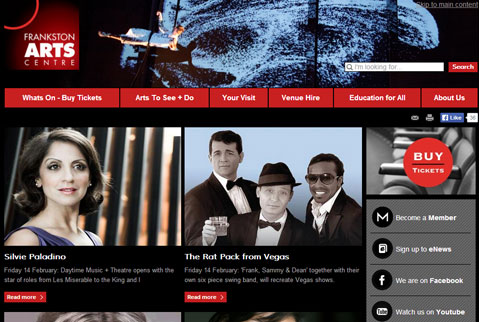 Skip to main content
FRANKSTON
ARTS
CENTRE
I'm looking for...
Search
Whats On - Buy Tickets
Arts To See + Do
Your Visit
Venue Hire
Education for All
About Us
Like
BUY
TICKETS
Silvie Paladino
Friday 14 February: Daytime Music + Theatre opens with the
star of roles from Les Miserable to the King and I
Read more
The Rat Pack from Vegas
Friday 14 February: 'Frank, Sammy & Dean' together with their
own six piece swing band, will recreate Vegas shows.
Read more
M
Become a Member
Sign up to eNews
We are on Facebook
You
Watch us on Youtube